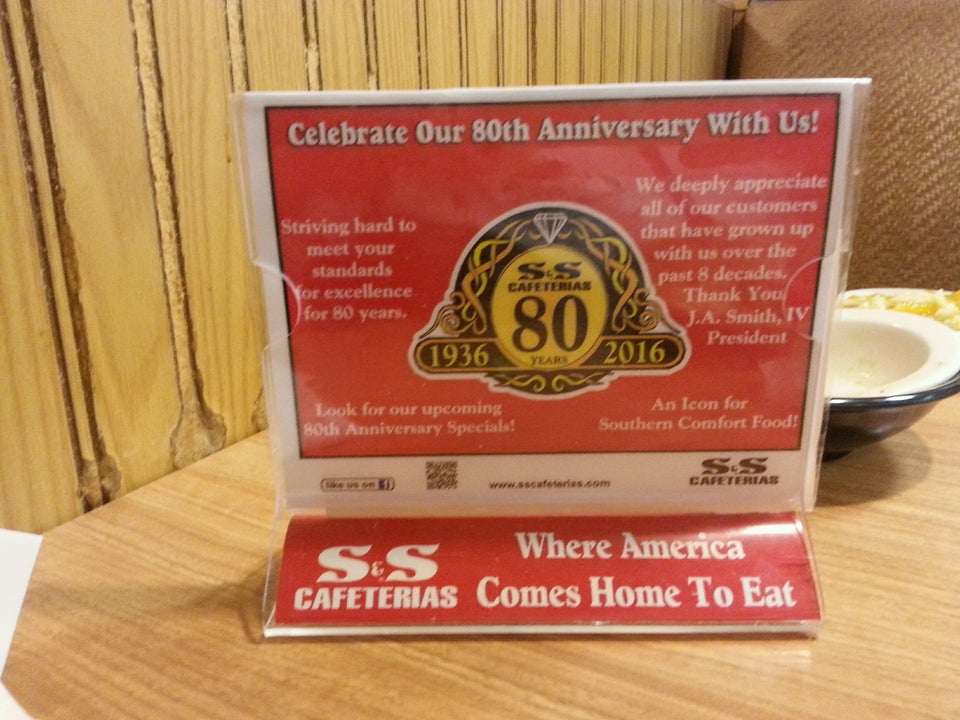 Celebrate Our 80th Anniversary With Us!
Striving hard to
meet your
standards
for excellence
for 80 years.
We deeply appreciate
all of our customers
that have grown up
with us over the
past 8 decades.
Thank You,
J.A. Smith, IV
President
S&S
CAFETERIAS
80
YEARS
1936
2016
Look for our upcoming
80th Anniversary Specials!
An Icon for
Southern Comfort Food!
like us on f
www.sscafeterias.com
S&S
CAFETERIAS
S&S
CAFETERIAS
Where America
Comes Home To Eat